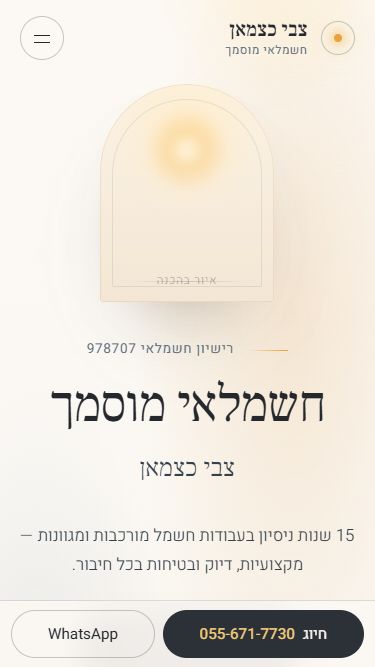 צבי כצמאן
חשמלאי מוסמך
איור בהכנה
רישיון חשמלאי 978707
חשמלאי מוסמך
צבי כצמאן
15 שנות ניסיון בעבודות חשמל מורכבות ומגוונות —
מקצועיות, דיוק ובטיחות בכל חיבור.
חיוג 055-671-7730
WhatsApp